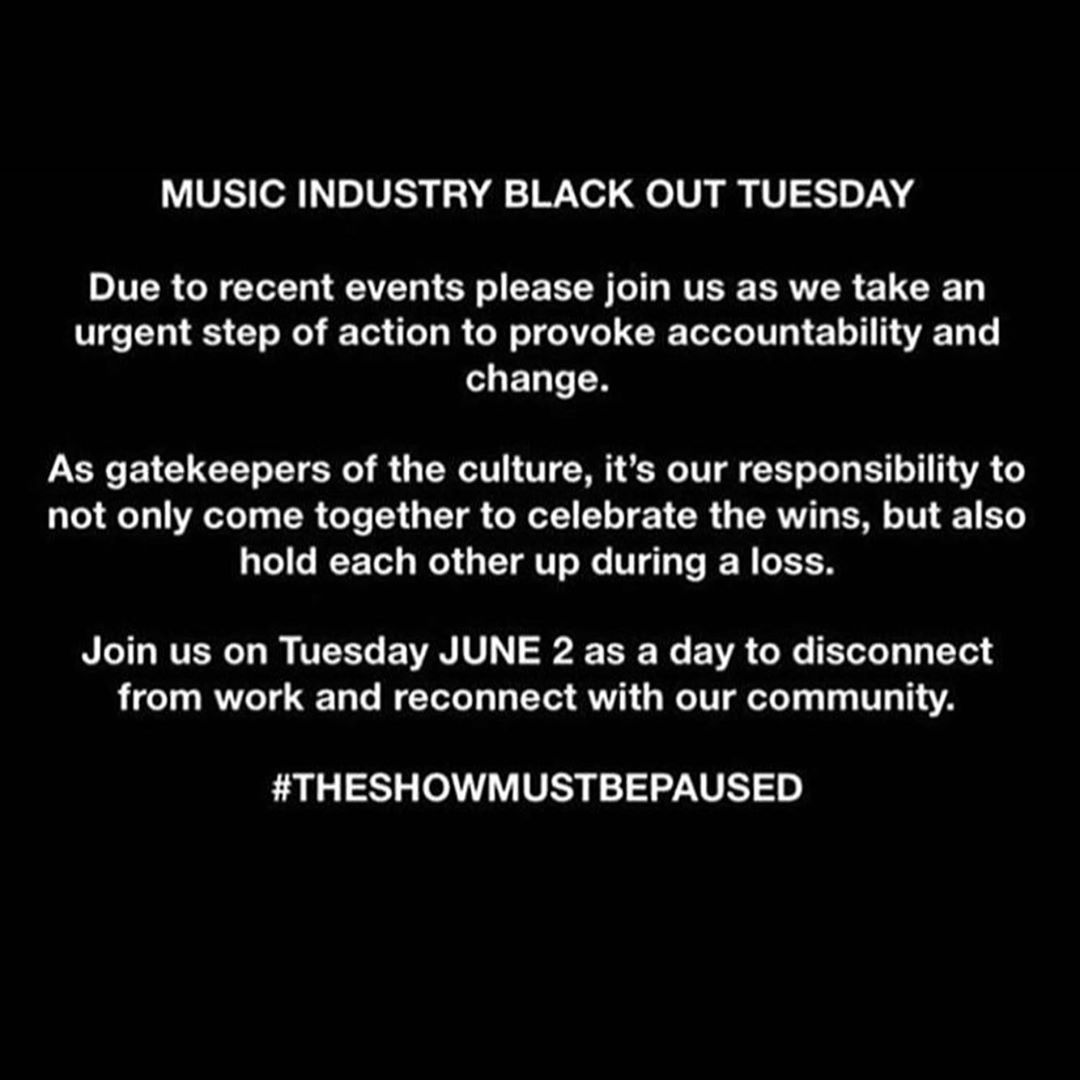 MUSIC INDUSTRY BLACK OUT TUESDAY
Due to recent events please join us as we take an
urgent step of action to provoke accountability and
change.
As gatekeepers of the culture, it’s our responsibility to
not only come together to celebrate the wins, but also
hold each other up during a loss.
Join us on Tuesday JUNE 2 as a day to disconnect
from work and reconnect with our community.
#THESHOWMUSTBEPAUSED